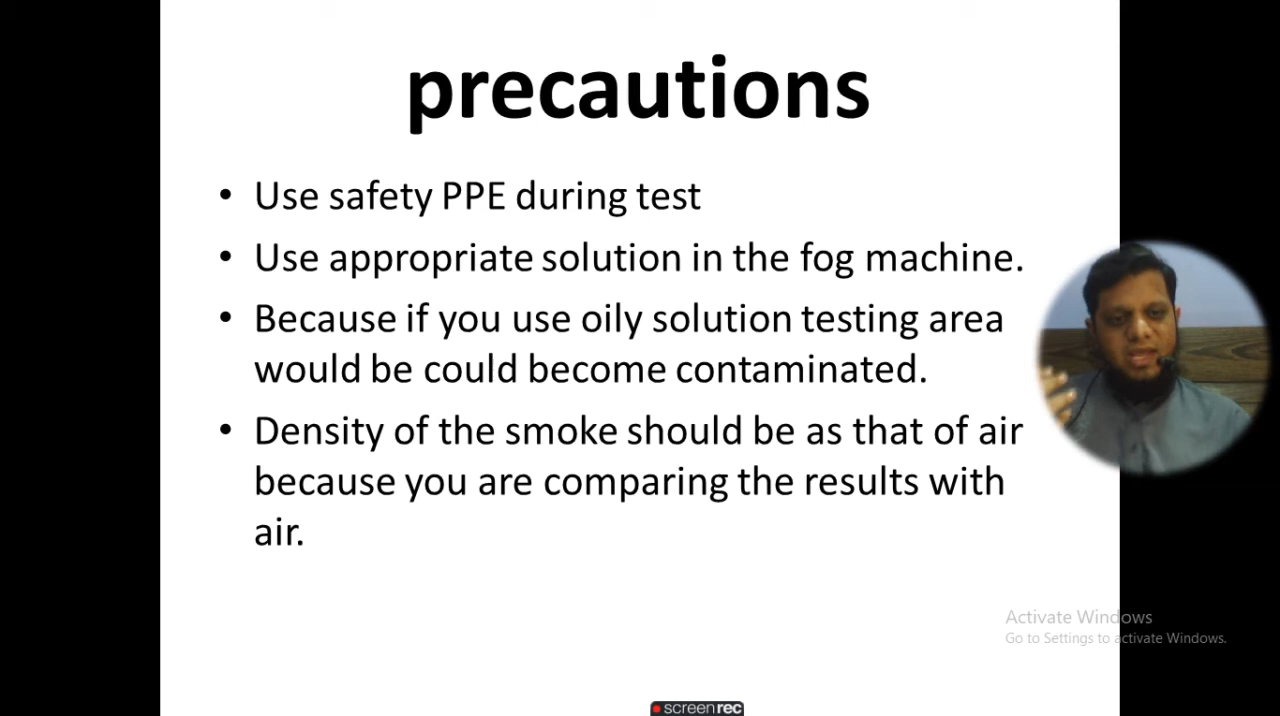 precautions
• Use safety PPE during test
• Use appropriate solution in the fog machine.
• Because if you use oily solution testing area
would be could become contaminated.
• Density of the smoke should be as that of air
because you are comparing the results with
air.
Activate Windows
Go to Settings to activate Windows.
screenrec